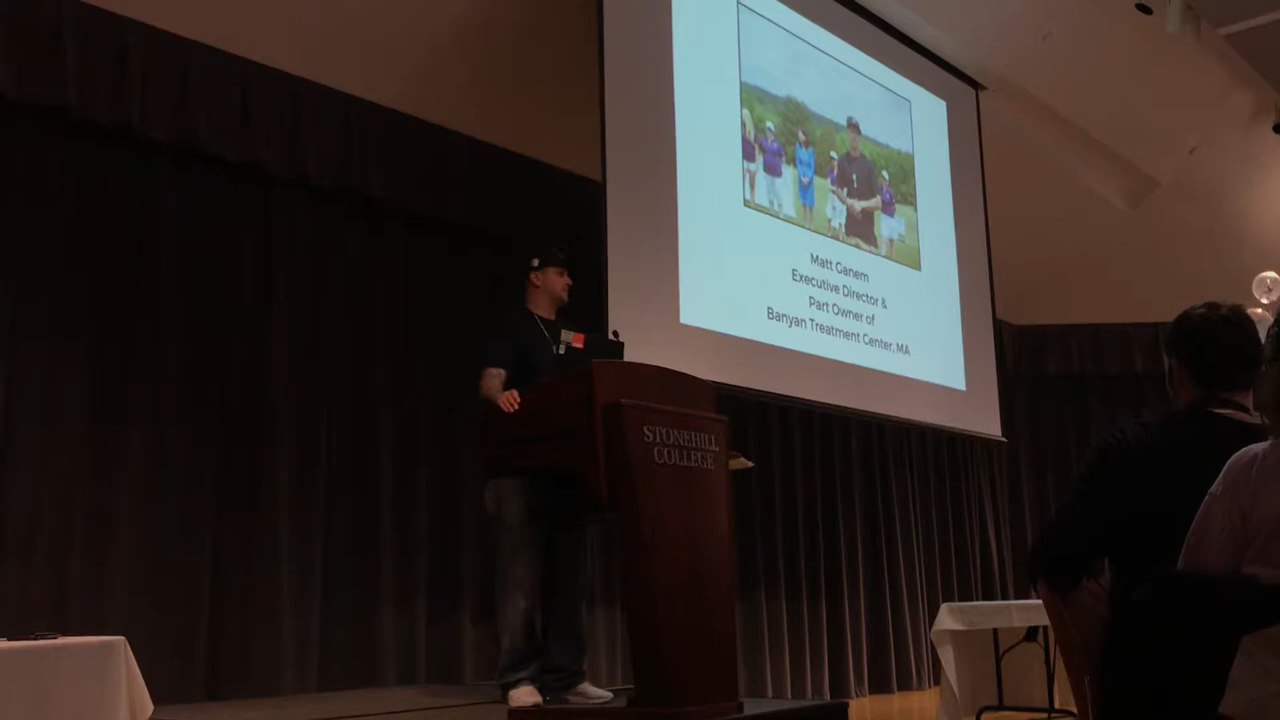 Matt Ganem
Executive Director &
Part Owner of
Banyan Treatment Center, MA
STONEHILL
COLLEGE